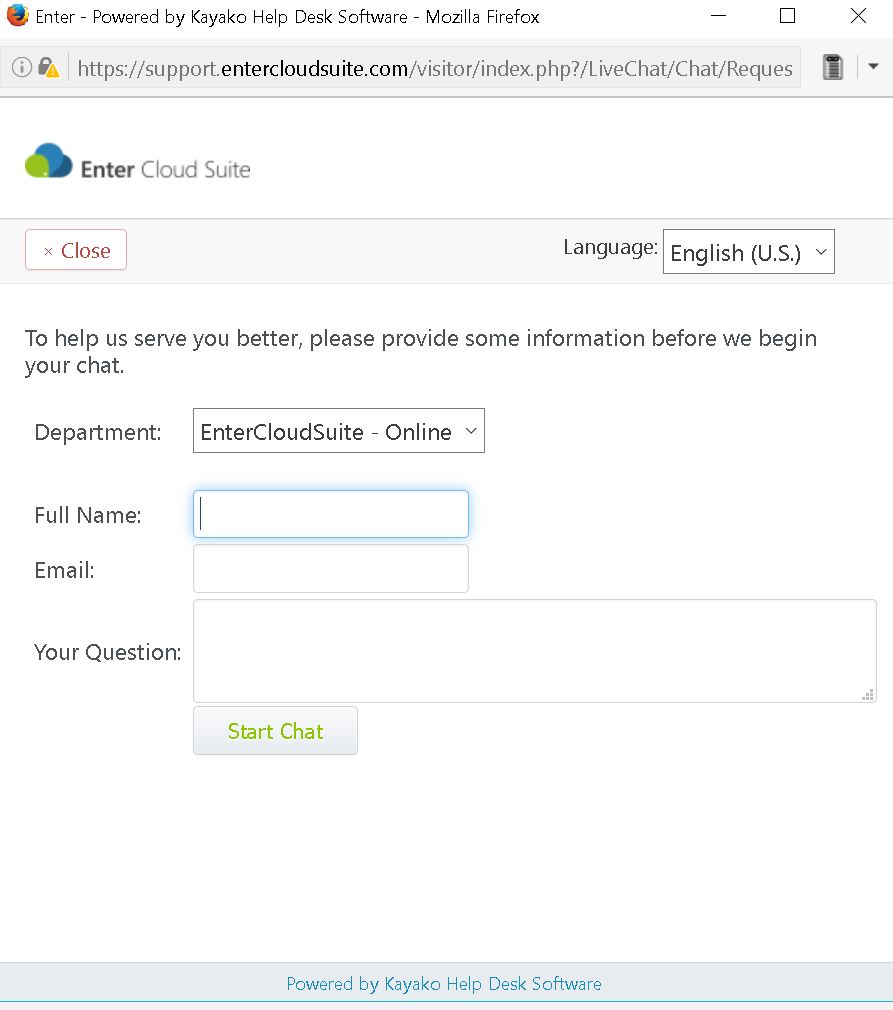 Enter - Powered by Kayako Help Desk Software - Mozilla Firefox
https://support.entercloudsuite.com/visitor/index.php?/LiveChat/Chat/Reques
Enter Cloud Suite
× Close
Language: English (U.S.)
To help us serve you better, please provide some information before we begin
your chat.
Department: EnterCloudSuite - Online
Full Name:
Email:
Your Question:
Start Chat
Powered by Kayako Help Desk Software